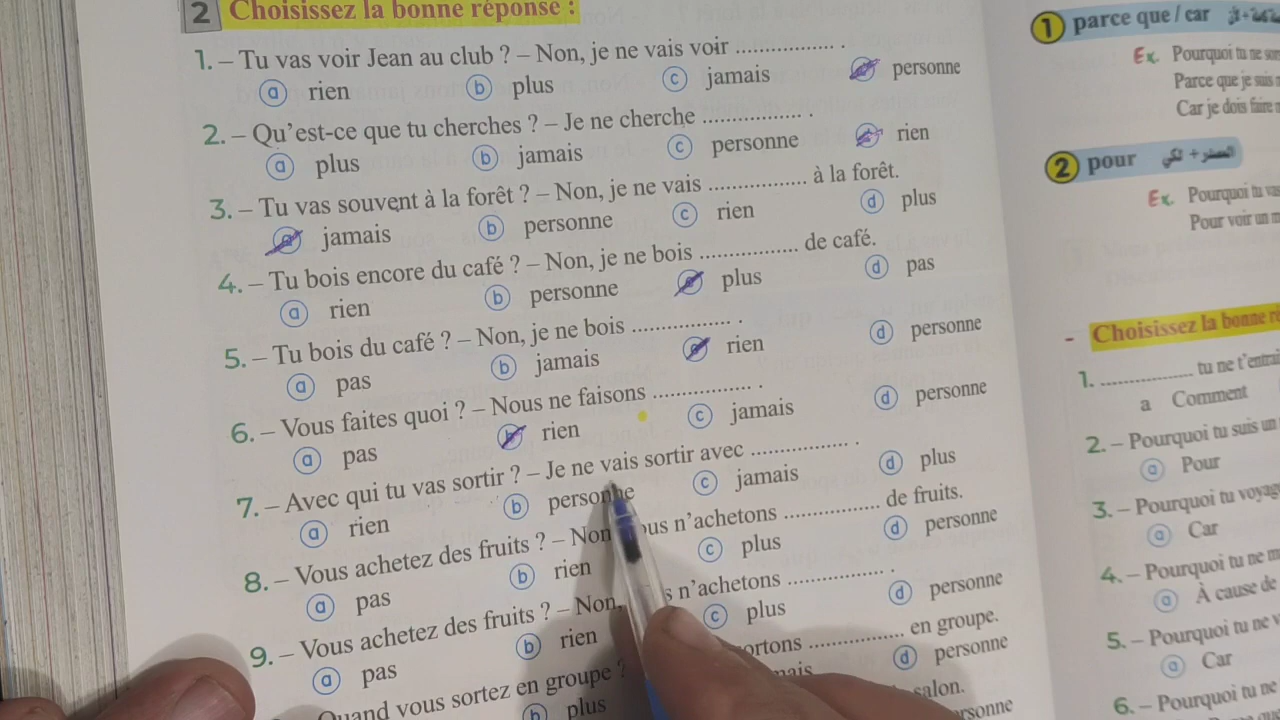 2 Choisissez la bonne réponse :
1. – Tu vas voir Jean au club ? – Non, je ne vais voir ................. .
a rien b plus c jamais personne
2. – Qu'est-ce que tu cherches ? – Je ne cherche ................. .
a plus b jamais c personne rien
3. – Tu vas souvent à la forêt ? – Non, je ne vais ................. à la forêt.
jamais b personne c rien d plus
4. – Tu bois encore du café ? – Non, je ne bois ................. de café.
a rien b personne plus d pas
5. – Tu bois du café ? – Non, je ne bois ................. .
a pas b jamais rien d personne
6. – Vous faites quoi ? – Nous ne faisons ................. .
a pas rien c jamais d personne
7. – Avec qui tu vas sortir ? – Je ne vais sortir avec ................. .
a rien b personne c jamais d plus
8. – Vous achetez des fruits ? – Non n'achetons ................. de fruits.
a pas b rien c plus d personne
9. – Vous achetez des fruits ? – Non, n'achetons ................. .
a pas b rien c plus d personne
Quand vous sortez en groupe ? ................. en groupe.
b plus d personne
salon.
1 parce que / car
Ex. Pourquoi tu ne
Parce que je suis
Car je dois faire
2 pour
Ex. Pourquoi tu
Pour voir un
- Choisissez la bonne
1. ................. tu ne
a Comment
2. – Pourquoi tu suis un
a Pour
3. – Pourquoi tu
a Car
4. – Pourquoi tu ne
a À cause de
5. – Pourquoi tu ne
a Car
6. – Pourquoi tu ne